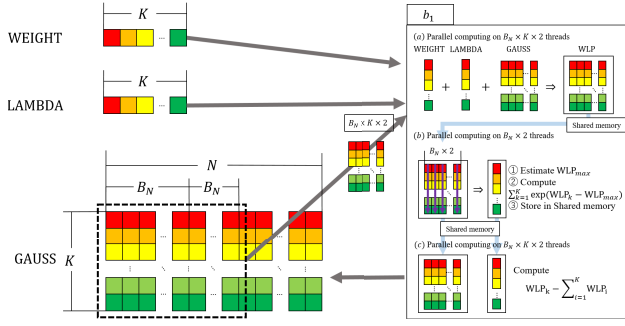 WEIGHT
K
LAMBDA
K
N
B_N
B_N
GAUSS
K
B_N × K × 2
b_1
(a) Parallel computing on B_N × K × 2 threads
WEIGHT LAMBDA GAUSS WLP
+ + ⇒
Shared memory
(b) Parallel computing on B_N × 2 threads
B_N × 2
⇒
① Estimate WLP_max
② Compute
∑_{k=1}^{K} exp(WLP_k − WLP_max)
③ Store in Shared memory
Shared memory
(c) Parallel computing on B_N × K × 2 threads
Compute
WLP_k − ∑_{i=1}^{K} WLP_i